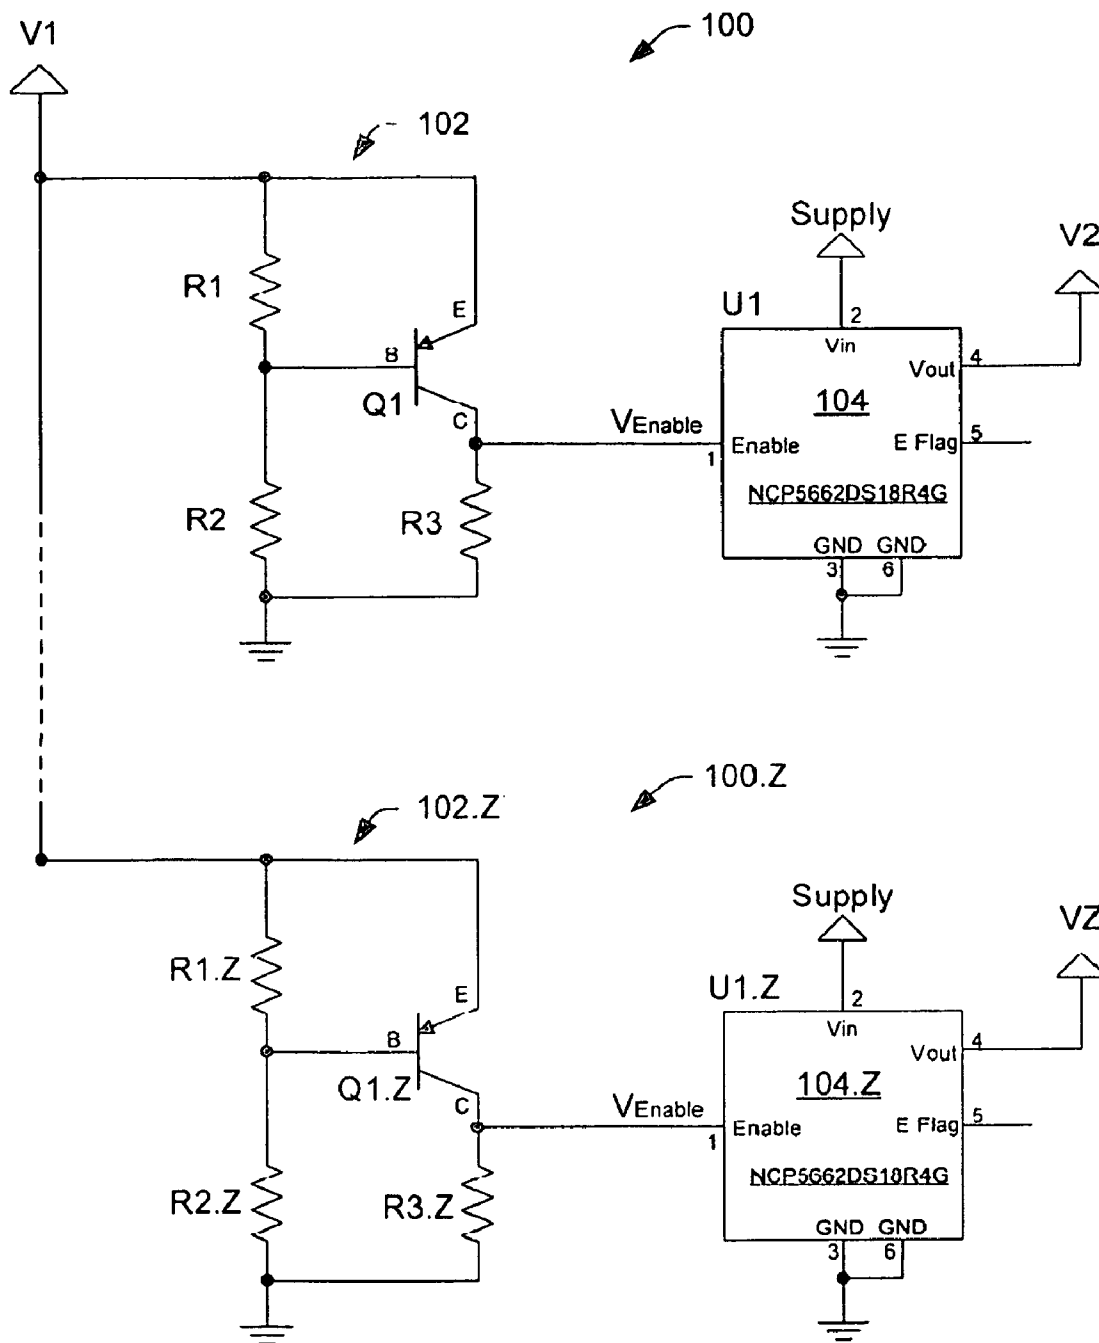 100
V1
102
Supply
V2
R1
U1
E
2
Vin
B
Vout
4
Q1
104
C
VEnable
E Flag
5
1
Enable
R2
R3
NCP5662DS18R4G
GND
GND
3
6
100.Z
102.Z
Supply
VZ
R1.Z
U1.Z
E
2
Vin
B
Vout
4
Q1.Z
104.Z
C
VEnable
E Flag
5
1
Enable
R2.Z
R3.Z
NCP5662DS18R4G
GND
GND
3
6